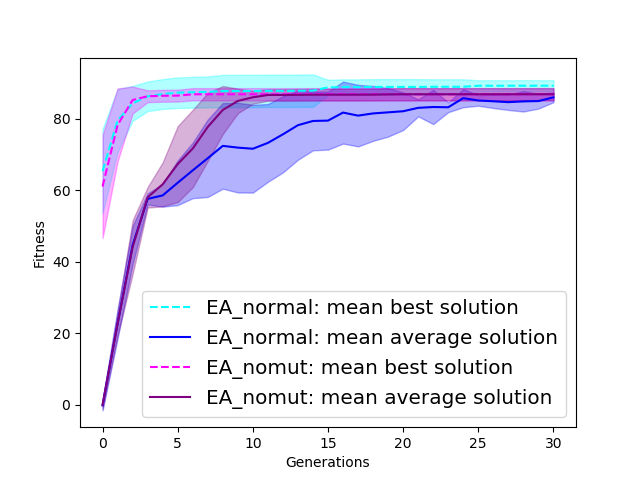 80
60
40
20
0
Fitness
EA_normal: mean best solution
EA_normal: mean average solution
EA_nomut: mean best solution
EA_nomut: mean average solution
0 5 10 15 20 25 30
Generations